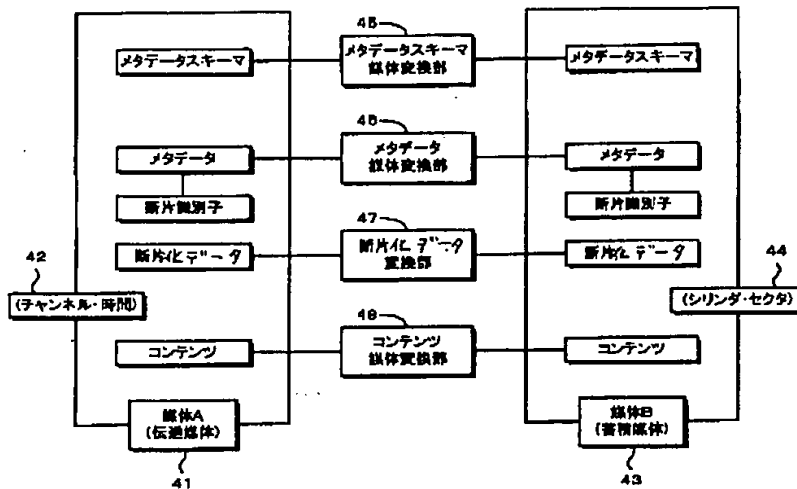 45
メタデータスキーマ
メタデータスキーマ
媒体変換部
メタデータスキーマ
46
メタデータ
メタデータ
媒体変換部
メタデータ
断片識別子
断片識別子
47
断片化データ
断片化データ
変換部
断片化データ
42
(チャンネル・時間)
44
(シリンダ・セクタ)
48
コンテンツ
コンテンツ
媒体変換部
コンテンツ
媒体A
(伝達媒体)
41
媒体B
(蓄積媒体)
43